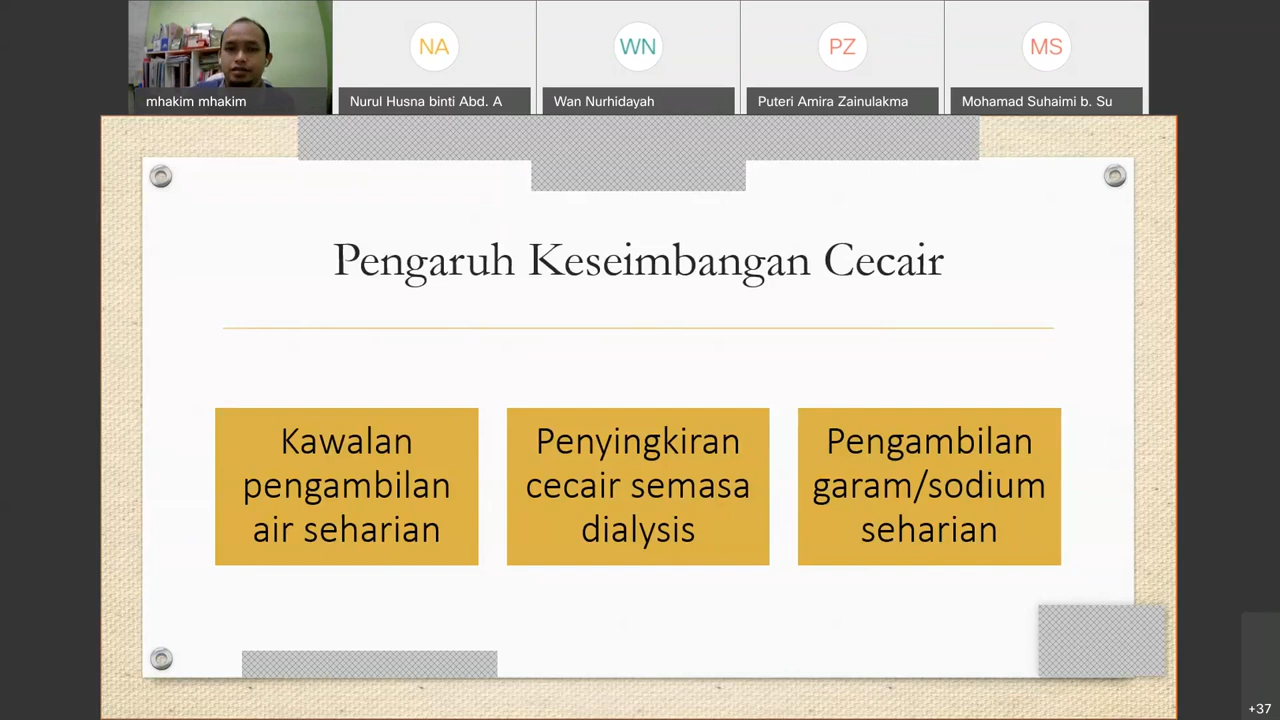 NA
WN
PZ
MS
mhakim mhakim
Nurul Husna binti Abd. A
Wan Nurhidayah
Puteri Amira Zainulakma
Mohamad Suhaimi b. Su
Pengaruh Keseimbangan Cecair
Kawalan
pengambilan
air seharian
Penyingkiran
cecair semasa
dialysis
Pengambilan
garam/sodium
seharian
+37